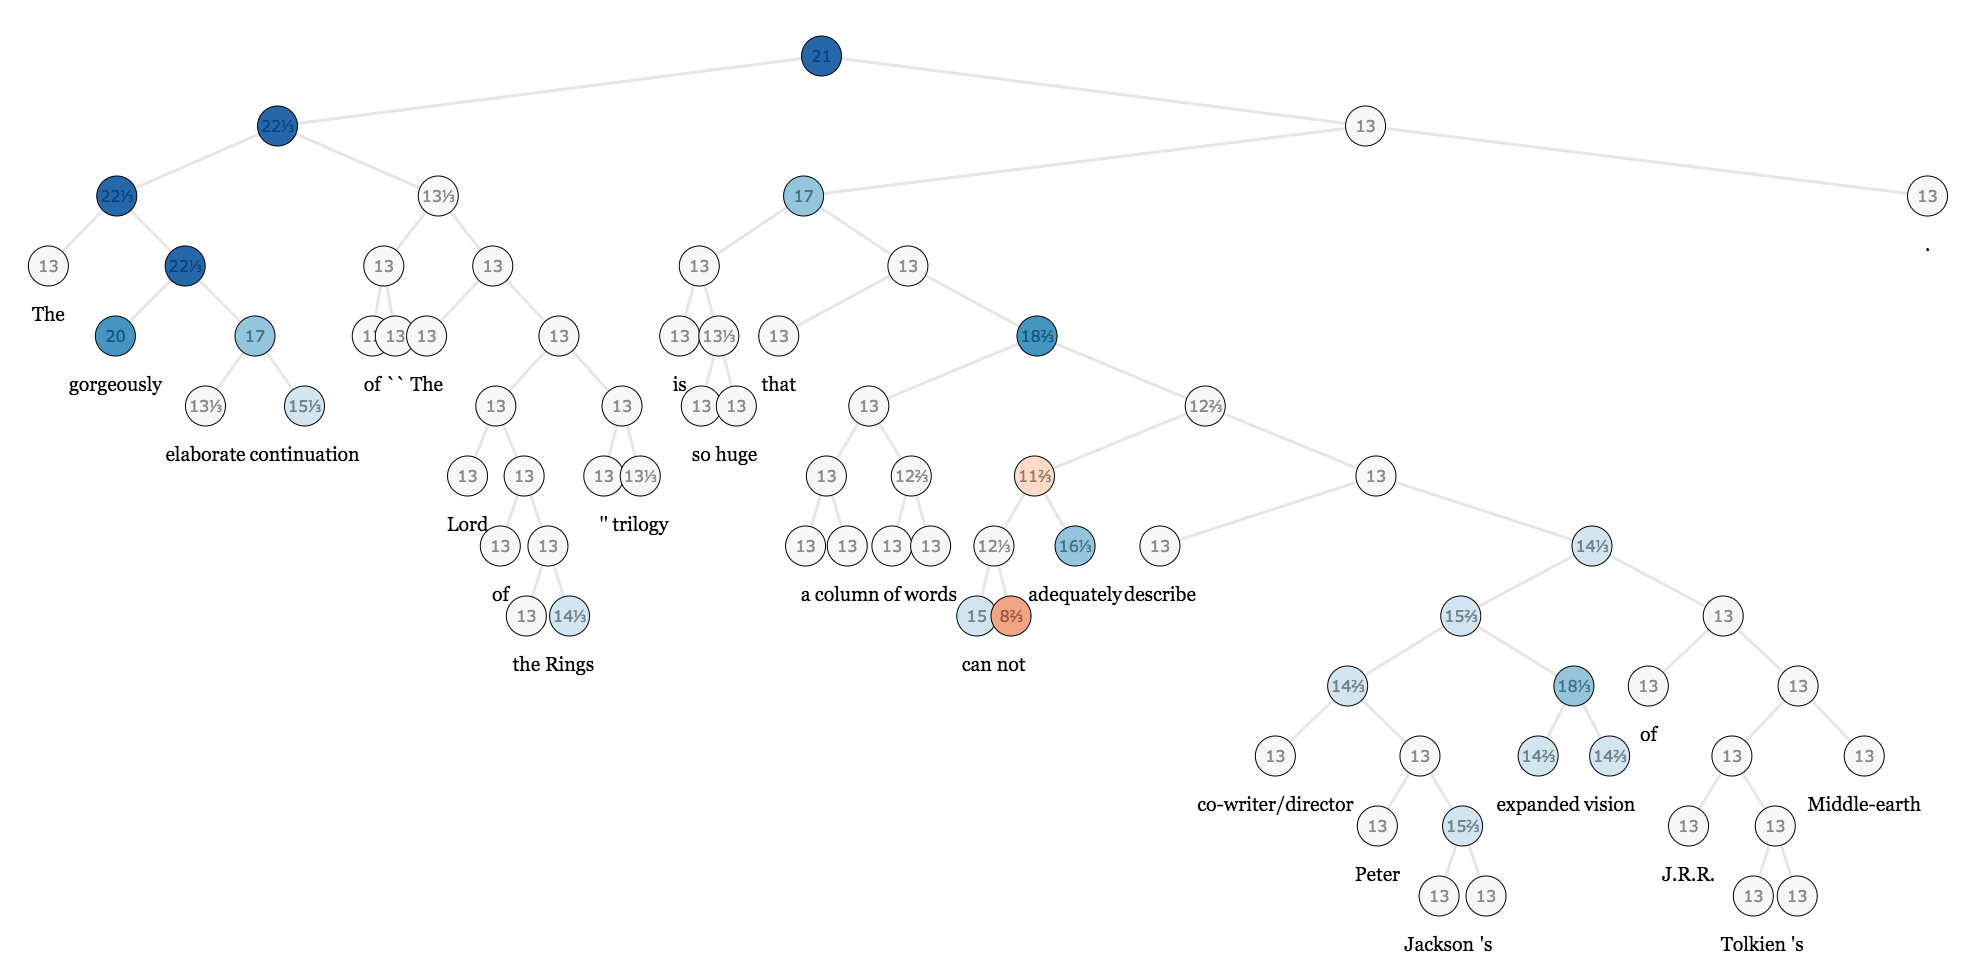 21
22⅓ 13
22⅓ 13⅓ 17 13
.
13 22⅓ 13 13 13 13
The
20 17 13 13 13 13 13⅓ 13 18⅔
gorgeously of `` The is that
13⅓ 15⅓ 13 13 13 13 13 12⅔
elaborate continuation so huge
13 13 13 13⅓ 13 12⅔ 11⅔ 13
Lord '' trilogy
13 13 13 13 13 13 12⅓ 16⅓ 13 14⅓
of a column of words adequately describe
13 14⅓ 15 8⅔ 15⅔ 13
the Rings can not
14⅔ 18⅓ 13 13
of
13 13 14⅔ 14⅔ 13 13
co-writer/director expanded vision Middle-earth
13 15⅔ 13 13
Peter J.R.R.
13 13 13 13
Jackson 's Tolkien 's